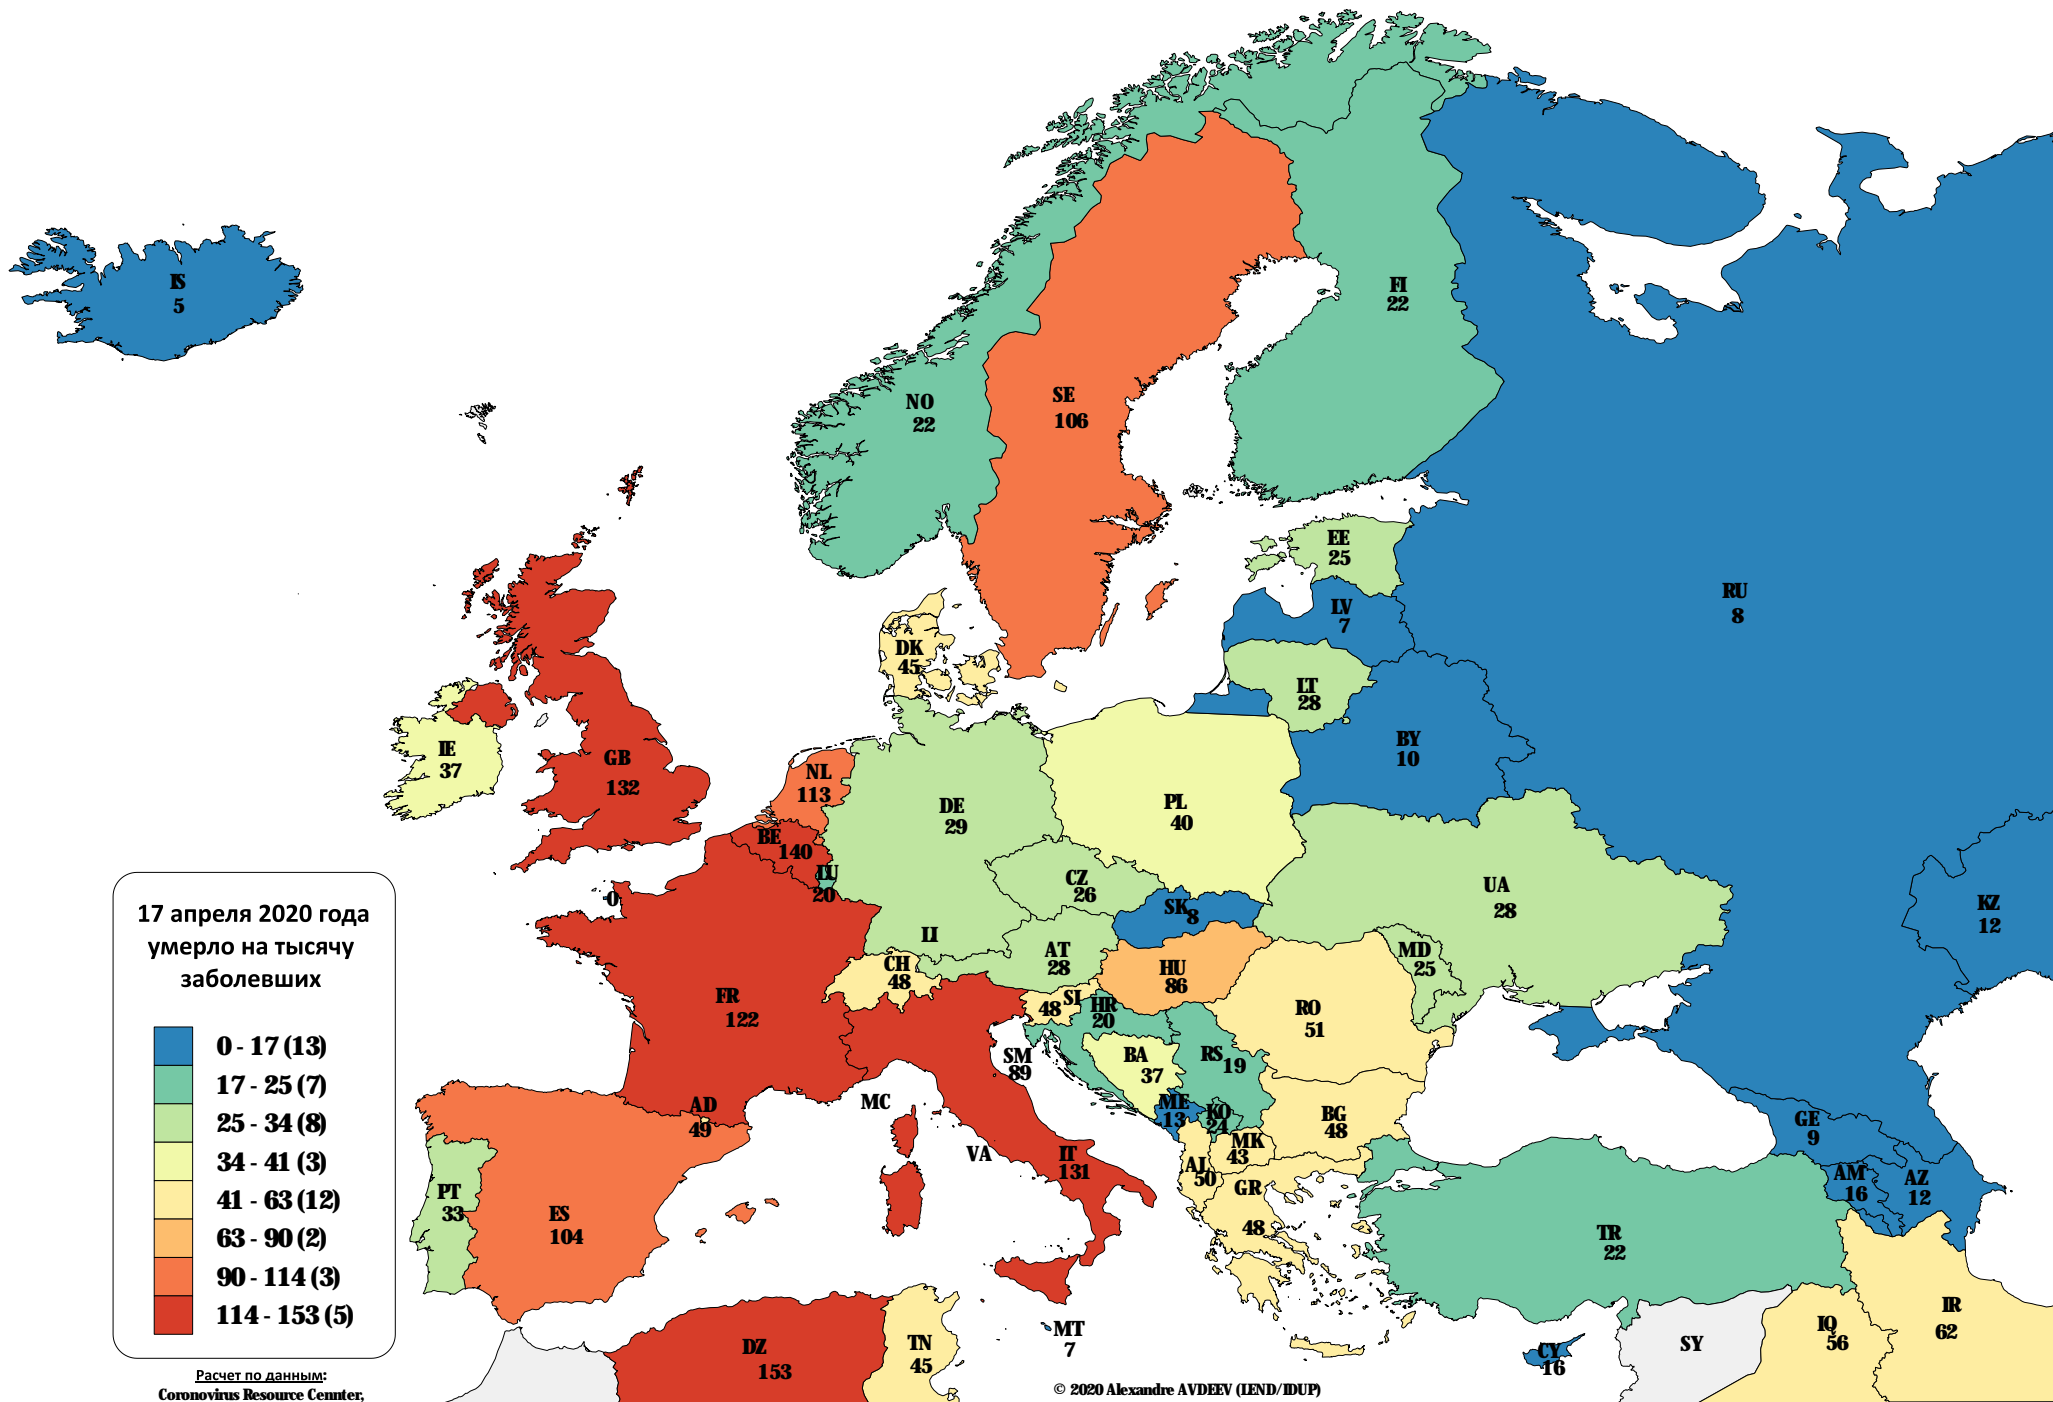 IS
5
FI
22
NO
22
SE
106
EE
25
RU
8
LV
7
DK
45
LT
28
IE
37
GB
132
BY
10
NL
113
DE
29
PL
40
BE
140
LU
20
CZ
26
UA
28
SK
8
KZ
12
0
LI
AT
28
MD
25
CH
48
HU
86
FR
122
SI
48
HR
20
RO
51
SM
89
BA
37
RS
19
MC
AD
49
ME
13
KO
24
BG
48
GE
9
VA
IT
131
MK
43
AL
50
AM
16
AZ
12
PT
33
ES
104
GR
48
TR
22
IR
62
IQ
56
MT
7
SY
CY
16
DZ
153
TN
45
17 апреля 2020 года
умерло на тысячу
заболевших
0 - 17 (13)
17 - 25 (7)
25 - 34 (8)
34 - 41 (3)
41 - 63 (12)
63 - 90 (2)
90 - 114 (3)
114 - 153 (5)
Расчет по данным:
Coronovirus Resource Cennter,
© 2020 Alexandre AVDEEV (LEND/IDUP)